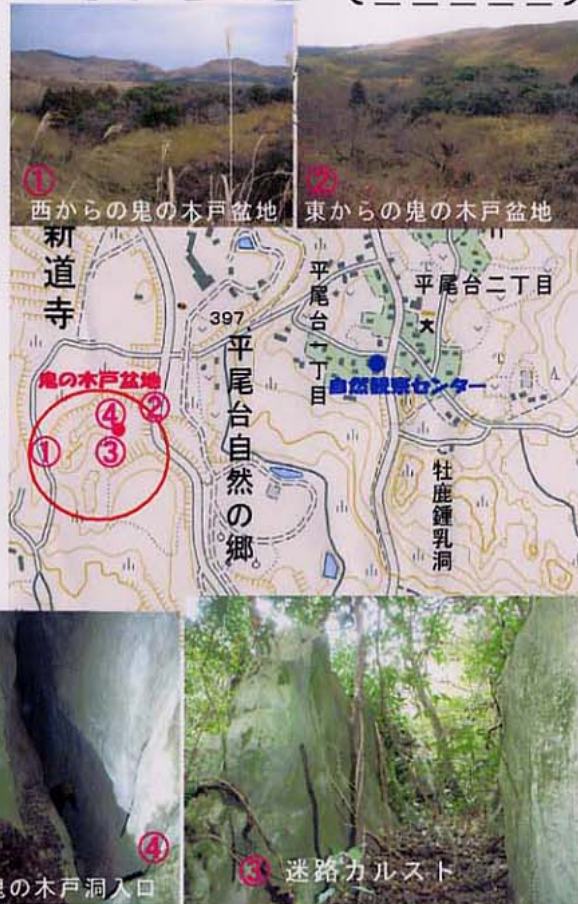 ①
西からの鬼の木戸盆地
②
東からの鬼の木戸盆地
新道寺
397
平尾台一丁目
平尾台二丁目
鬼の木戸盆地
④
②
①
③
自然観察センター
平尾台自然の郷
牡鹿鍾乳洞
④
鬼の木戸洞入口
③ 迷路カルスト